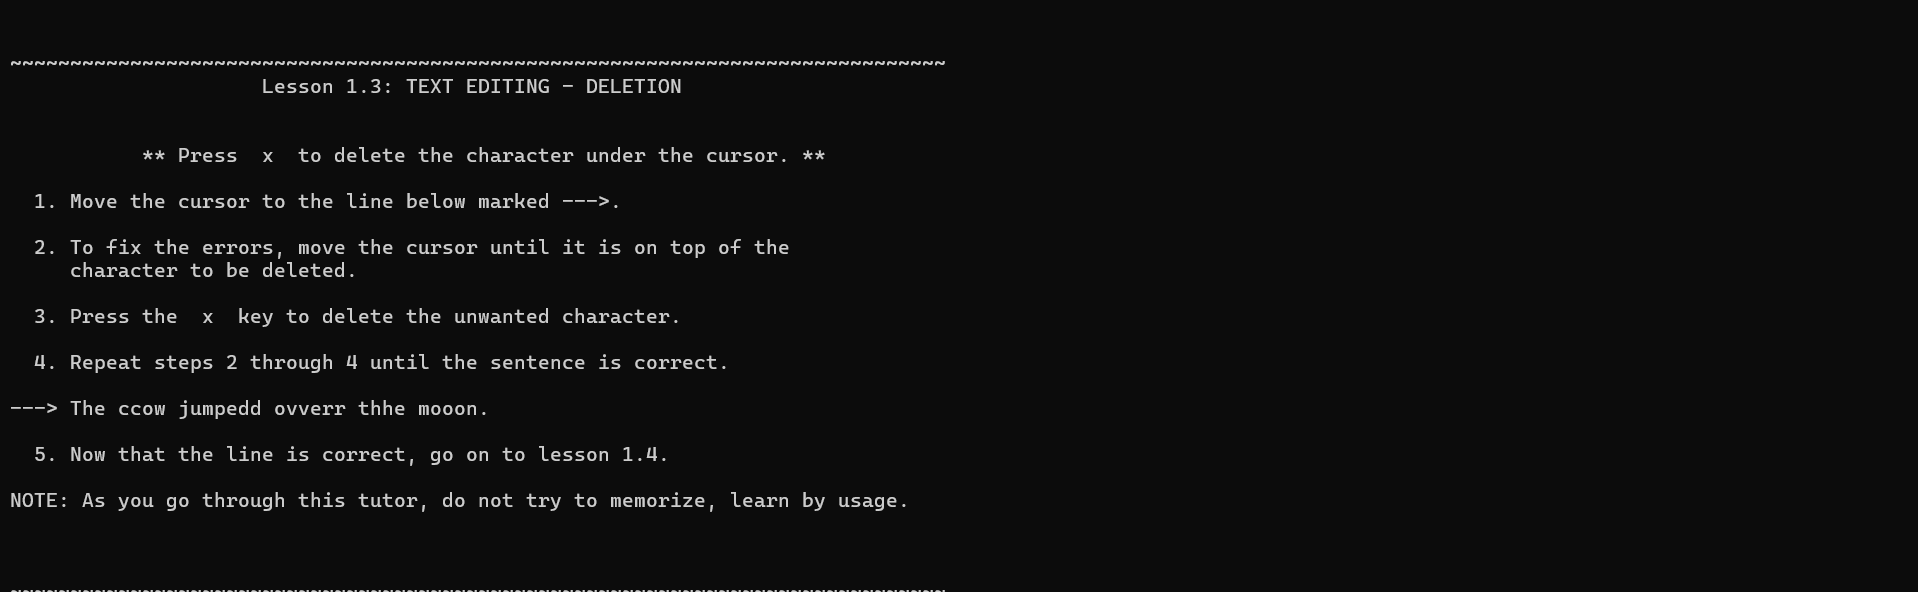 ~~~~~~~~~~~~~~~~~~~~~~~~~~~~~~~~~~~~~~~~~~~~~~~~~~~~~~~~~~~~~~~~~~~~~~~~~~~~~~
Lesson 1.3: TEXT EDITING - DELETION
** Press  x  to delete the character under the cursor. **
1. Move the cursor to the line below marked --->.
2. To fix the errors, move the cursor until it is on top of the
character to be deleted.
3. Press the  x  key to delete the unwanted character.
4. Repeat steps 2 through 4 until the sentence is correct.
---> The ccow jumpedd ovverr thhe mooon.
5. Now that the line is correct, go on to lesson 1.4.
NOTE: As you go through this tutor, do not try to memorize, learn by usage.
~~~~~~~~~~~~~~~~~~~~~~~~~~~~~~~~~~~~~~~~~~~~~~~~~~~~~~~~~~~~~~~~~~~~~~~~~~~~~~